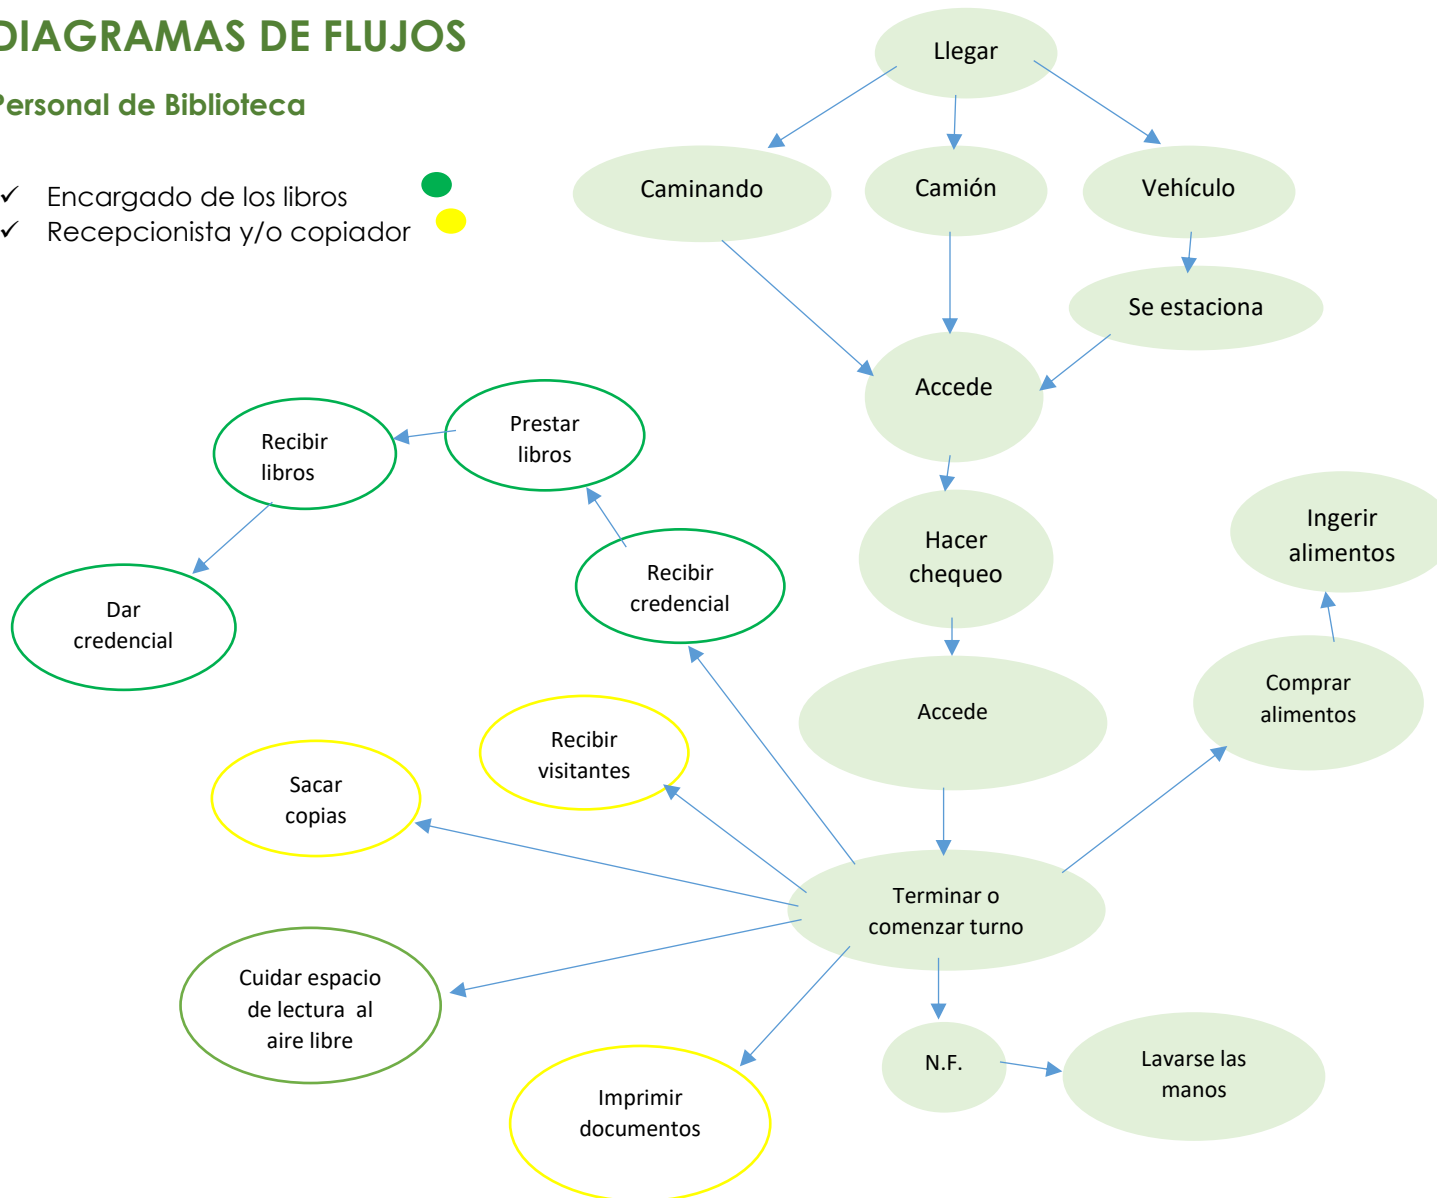 DIAGRAMAS DE FLUJOS
Personal de Biblioteca
✓ Encargado de los libros
✓ Recepcionista y/o copiador
Llegar
Caminando
Camión
Vehículo
Se estaciona
Accede
Prestar
libros
Recibir
libros
Hacer
chequeo
Ingerir
alimentos
Recibir
credencial
Dar
credencial
Comprar
alimentos
Accede
Recibir
visitantes
Sacar
copias
Terminar o
comenzar turno
Cuidar espacio
de lectura al
aire libre
N.F.
Lavarse las
manos
Imprimir
documentos